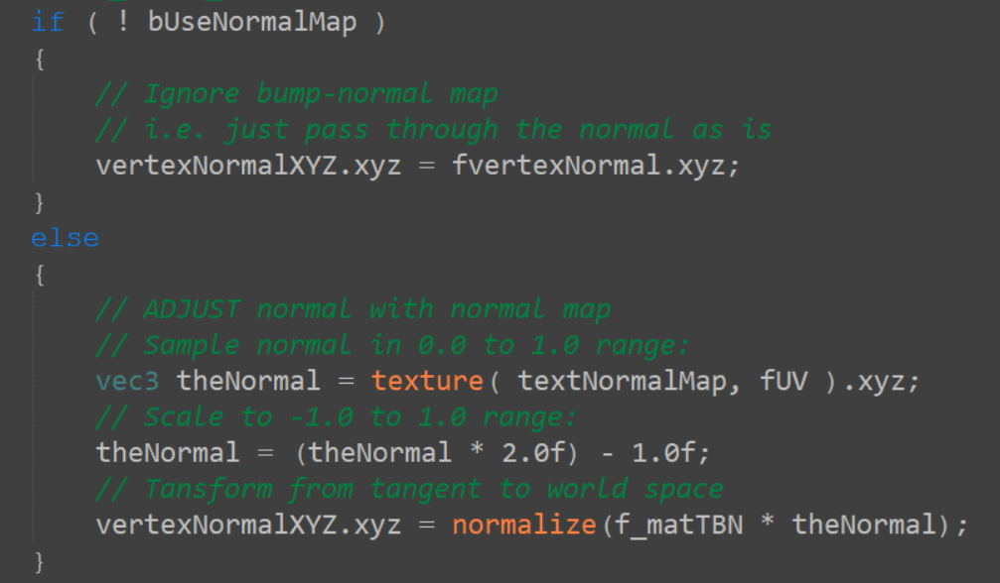 if ( ! bUseNormalMap )
{
// Ignore bump-normal map
// i.e. just pass through the normal as is
vertexNormalXYZ.xyz = fvertexNormal.xyz;
}
else
{
// ADJUST normal with normal map
// Sample normal in 0.0 to 1.0 range:
vec3 theNormal = texture( textNormalMap, fUV ).xyz;
// Scale to -1.0 to 1.0 range:
theNormal = (theNormal * 2.0f) - 1.0f;
// Tansform from tangent to world space
vertexNormalXYZ.xyz = normalize(f_matTBN * theNormal);
}